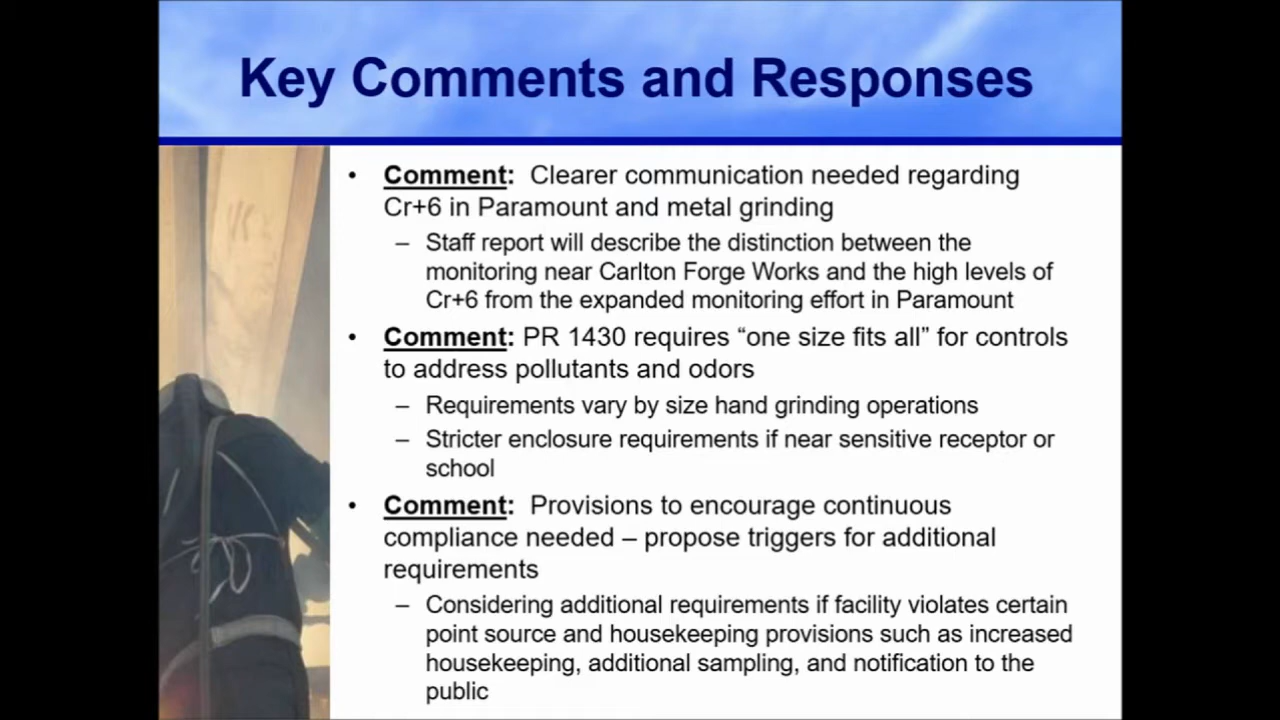 Key Comments and Responses
• Comment: Clearer communication needed regarding
Cr+6 in Paramount and metal grinding
– Staff report will describe the distinction between the
monitoring near Carlton Forge Works and the high levels of
Cr+6 from the expanded monitoring effort in Paramount
• Comment: PR 1430 requires “one size fits all” for controls
to address pollutants and odors
– Requirements vary by size hand grinding operations
– Stricter enclosure requirements if near sensitive receptor or
school
• Comment: Provisions to encourage continuous
compliance needed – propose triggers for additional
requirements
– Considering additional requirements if facility violates certain
point source and housekeeping provisions such as increased
housekeeping, additional sampling, and notification to the
public